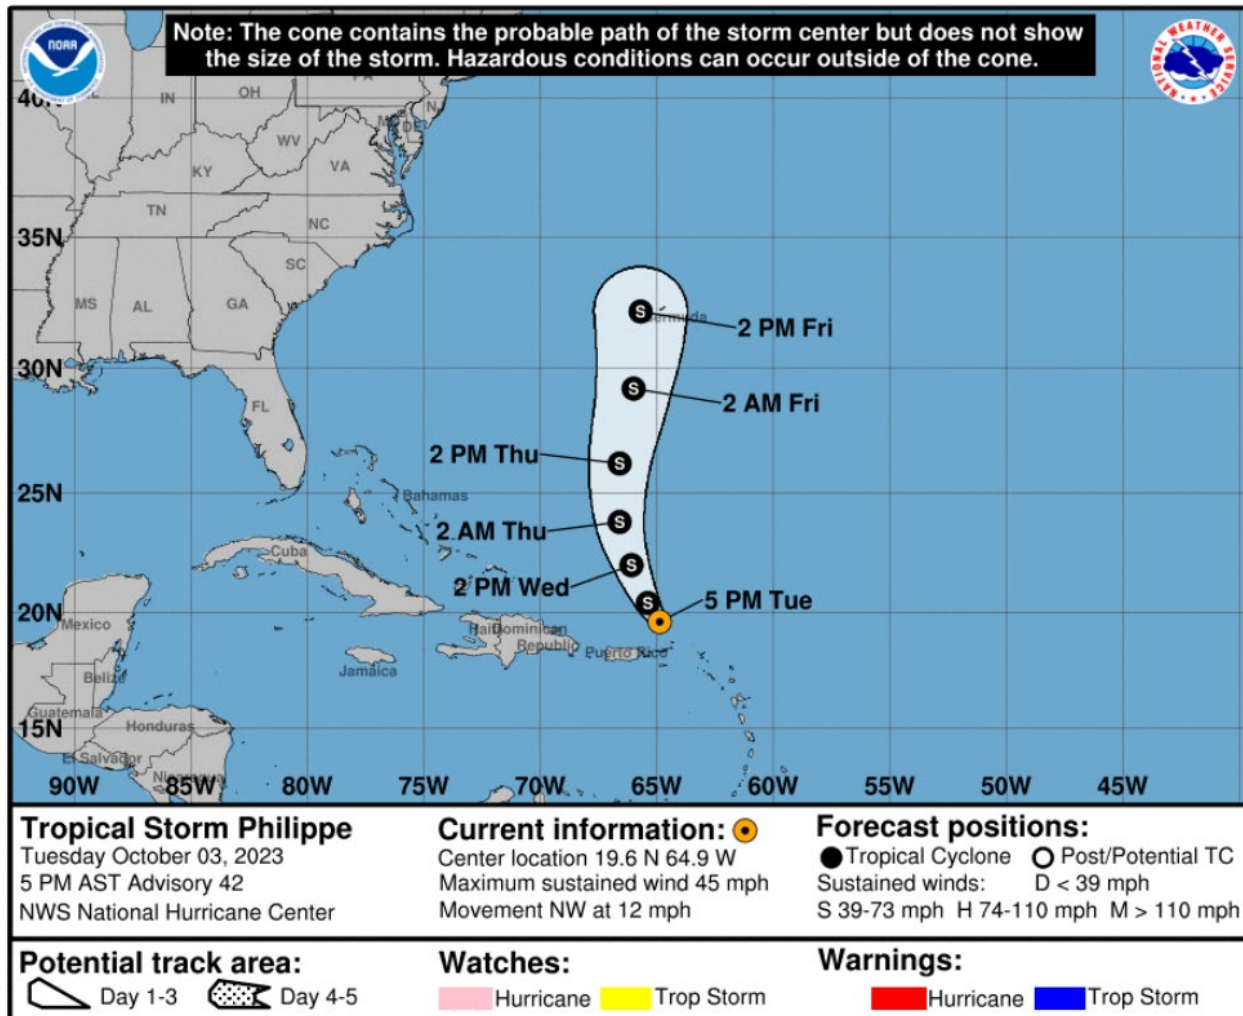 Note: The cone contains the probable path of the storm center but does not show
the size of the storm. Hazardous conditions can occur outside of the cone.
NOAA
NATIONAL WEATHER SERVICE
40N
IN
OH
PA
WV
DE
KY
VA
TN
NC
35N
SC
MS
AL
GA
Bermuda
2 PM Fri
30N
2 AM Fri
FL
2 PM Thu
25N
Bahamas
2 AM Thu
Cuba
2 PM Wed
5 PM Tue
20N
Mexico
Haiti
Dominican
Republic
Puerto Rico
Jamaica
Belize
Guatemala
15N
Honduras
El Salvador
Nicaragua
S
S
S
S
S
S
90W 85W 80W 75W 70W 65W 60W 55W 50W 45W
Tropical Storm Philippe
Tuesday October 03, 2023
5 PM AST Advisory 42
NWS National Hurricane Center
Current information:
Center location 19.6 N 64.9 W
Maximum sustained wind 45 mph
Movement NW at 12 mph
Forecast positions:
Tropical Cyclone Post/Potential TC
Sustained winds: D < 39 mph
S 39-73 mph H 74-110 mph M > 110 mph
Potential track area:
Day 1-3 Day 4-5
Watches:
Hurricane Trop Storm
Warnings:
Hurricane Trop Storm